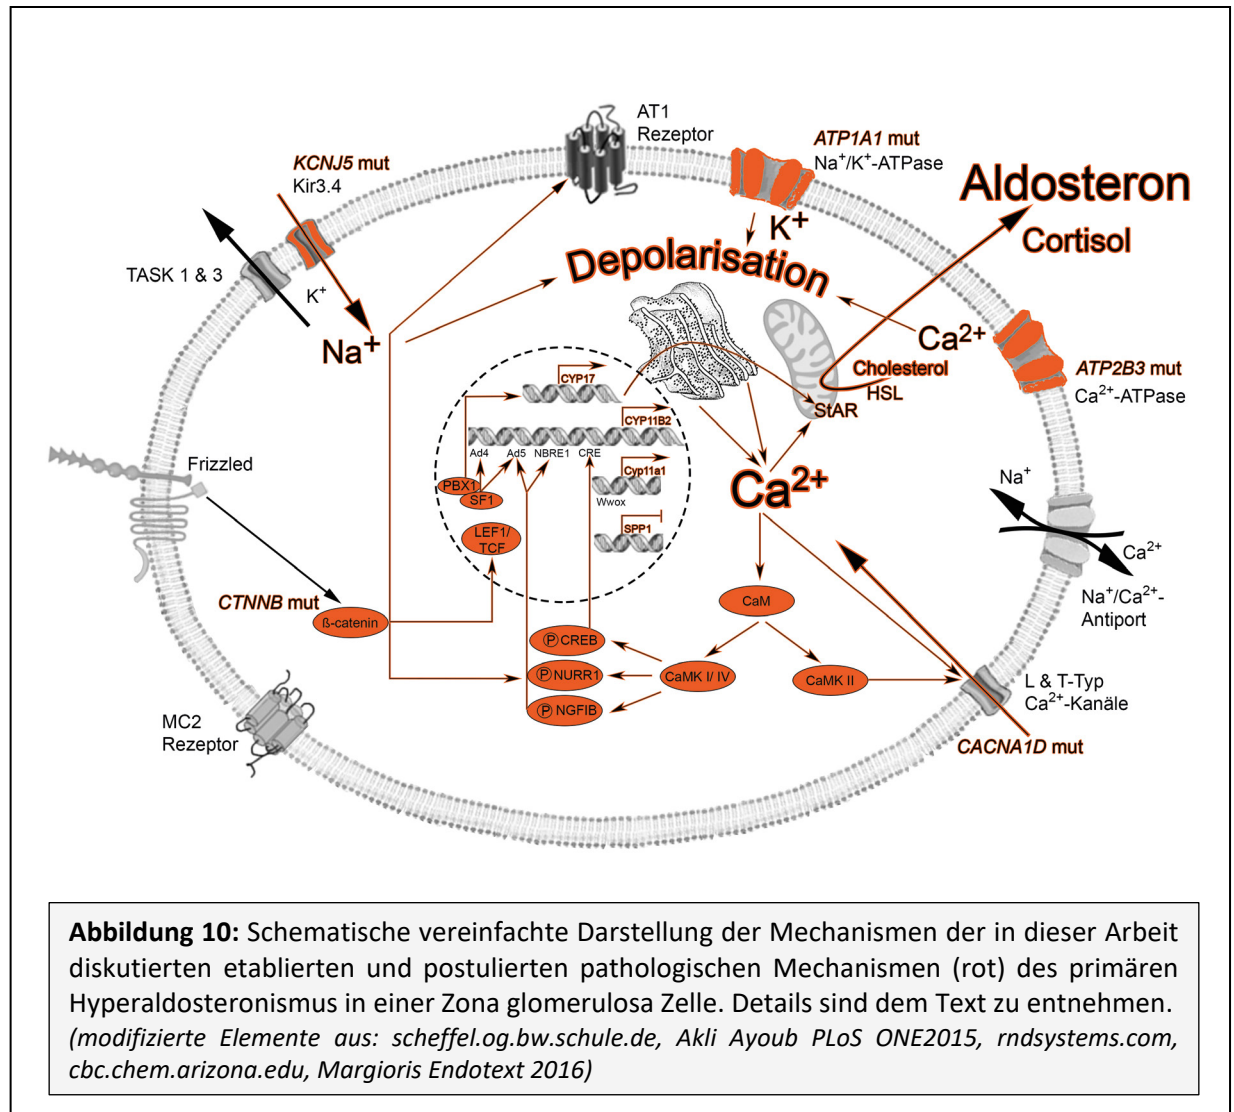 AT1
Rezeptor
ATP1A1 mut
Na⁺/K⁺-ATPase
KCNJ5 mut
Kir3.4
Aldosteron
Cortisol
K⁺
Depolarisation
TASK 1 & 3
K⁺
Na⁺
Ca²⁺
Cholesterol
HSL
StAR
ATP2B3 mut
Ca²⁺-ATPase
CYP17
CYP11B2
Ad4
Ad5
NBRE1
CRE
Cyp11a1
Wwox
PBX1
SF1
SPP1
LEF1/
TCF
Frizzled
Ca²⁺
Na⁺
Ca²⁺
Na⁺/Ca²⁺-
Antiport
CTNNB mut
ß-catenin
CaM
P CREB
P NURR1
P NGFIB
CaMK I/ IV
CaMK II
L & T-Typ
Ca²⁺-Kanäle
CACNA1D mut
MC2
Rezeptor
Abbildung 10: Schematische vereinfachte Darstellung der Mechanismen der in dieser Arbeit
diskutierten etablierten und postulierten pathologischen Mechanismen (rot) des primären
Hyperaldosteronismus in einer Zona glomerulosa Zelle. Details sind dem Text zu entnehmen.
(modifizierte Elemente aus: scheffel.og.bw.schule.de, Akli Ayoub PLoS ONE2015, rndsystems.com,
cbc.chem.arizona.edu, Margioris Endotext 2016)